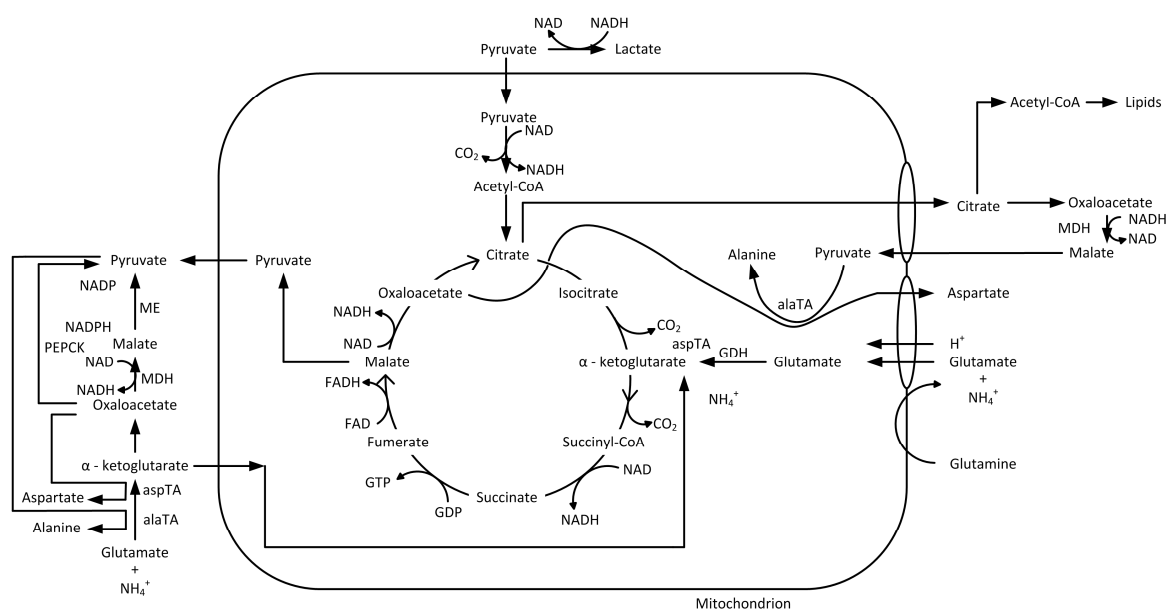 NAD NADH
Pyruvate Lactate
Pyruvate
NAD
CO2
NADH
Acetyl-CoA
Acetyl-CoA Lipids
Citrate Oxaloacetate
MDH NADH
NAD
Malate
Citrate
Alanine Pyruvate
Pyruvate Pyruvate
NADP
ME
NADPH
Malate
PEPCK
NAD
MDH
NADH
Oxaloacetate
α - ketoglutarate
aspTA
Aspartate
alaTA
Alanine
Glutamate
+
NH4+
Oxaloacetate Isocitrate
alaTA
Aspartate
NADH
CO2
NAD
aspTA
GDH
H+
Malate
α - ketoglutarate
Glutamate
Glutamate
+
NH4+
NH4+
FADH
FAD
CO2
Fumerate
Succinyl-CoA
Glutamine
NAD
GTP
GDP
Succinate
NADH
Mitochondrion